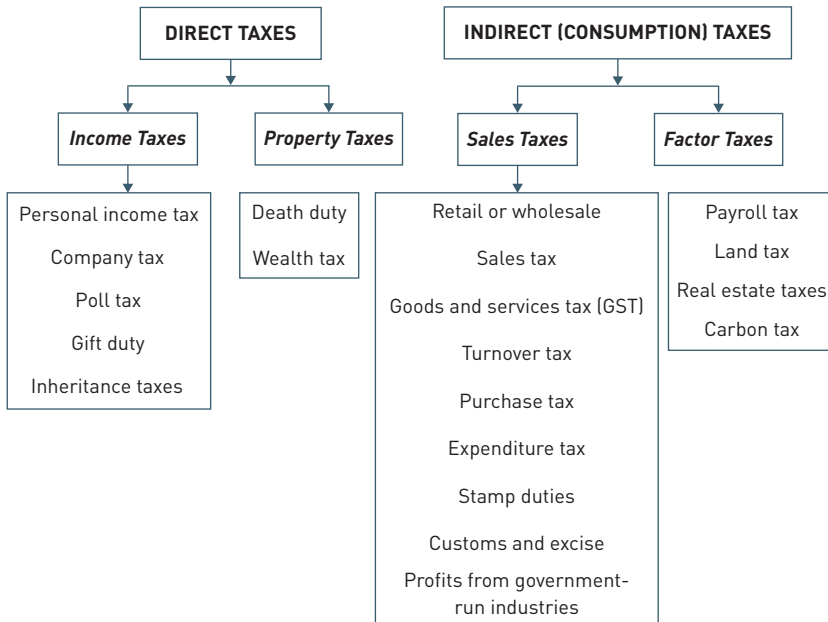 DIRECT TAXES
INDIRECT (CONSUMPTION) TAXES
Income Taxes
Property Taxes
Sales Taxes
Factor Taxes
Personal income tax
Company tax
Poll tax
Gift duty
Inheritance taxes
Death duty
Wealth tax
Retail or wholesale
Sales tax
Goods and services tax (GST)
Turnover tax
Purchase tax
Expenditure tax
Stamp duties
Customs and excise
Profits from government-
run industries
Payroll tax
Land tax
Real estate taxes
Carbon tax